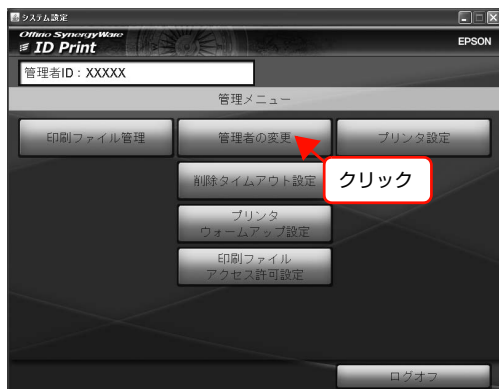 システム設定
Offirio SynergyWare
ID Print
EPSON
管理者ID：XXXXX
管理メニュー
印刷ファイル管理
管理者の変更
プリンタ設定
削除タイムアウト設定
クリック
プリンタ
ウォームアップ設定
印刷ファイル
アクセス許可設定
ログオフ